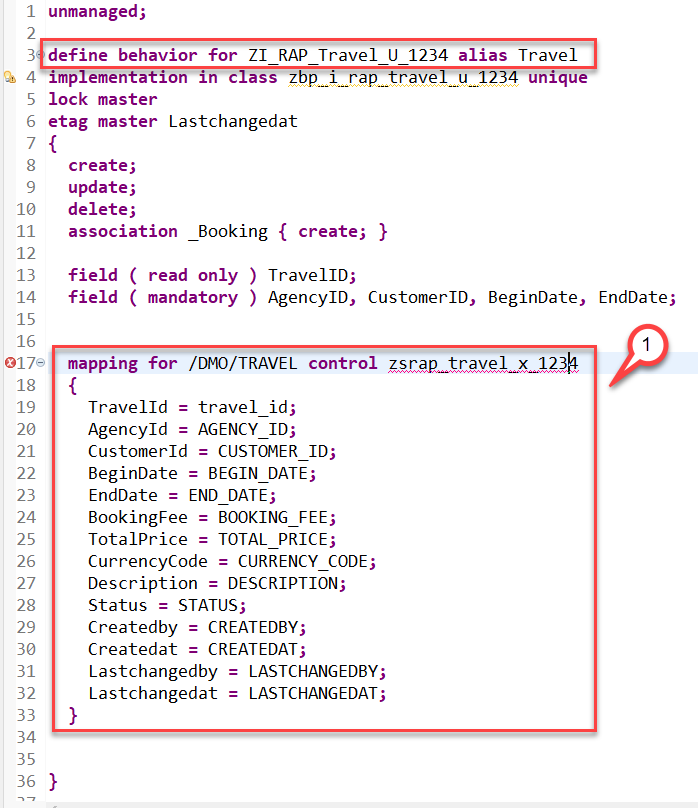 1 unmanaged;
2
3 define behavior for ZI_RAP_Travel_U_1234 alias Travel
4 implementation in class zbp_i_rap_travel_u_1234 unique
5 lock master
6 etag master Lastchangedat
7 {
8 create;
9 update;
10 delete;
11 association _Booking { create; }
12
13 field ( read only ) TravelID;
14 field ( mandatory ) AgencyID, CustomerID, BeginDate, EndDate;
15
16
1
17 mapping for /DMO/TRAVEL control zsrap_travel_x_1234
18 {
19 TravelId = travel_id;
20 AgencyId = AGENCY_ID;
21 CustomerId = CUSTOMER_ID;
22 BeginDate = BEGIN_DATE;
23 EndDate = END_DATE;
24 BookingFee = BOOKING_FEE;
25 TotalPrice = TOTAL_PRICE;
26 CurrencyCode = CURRENCY_CODE;
27 Description = DESCRIPTION;
28 Status = STATUS;
29 Createdby = CREATEDBY;
30 Createdat = CREATEDAT;
31 Lastchangedby = LASTCHANGEDBY;
32 Lastchangedat = LASTCHANGEDAT;
33 }
34
35
36 }
37